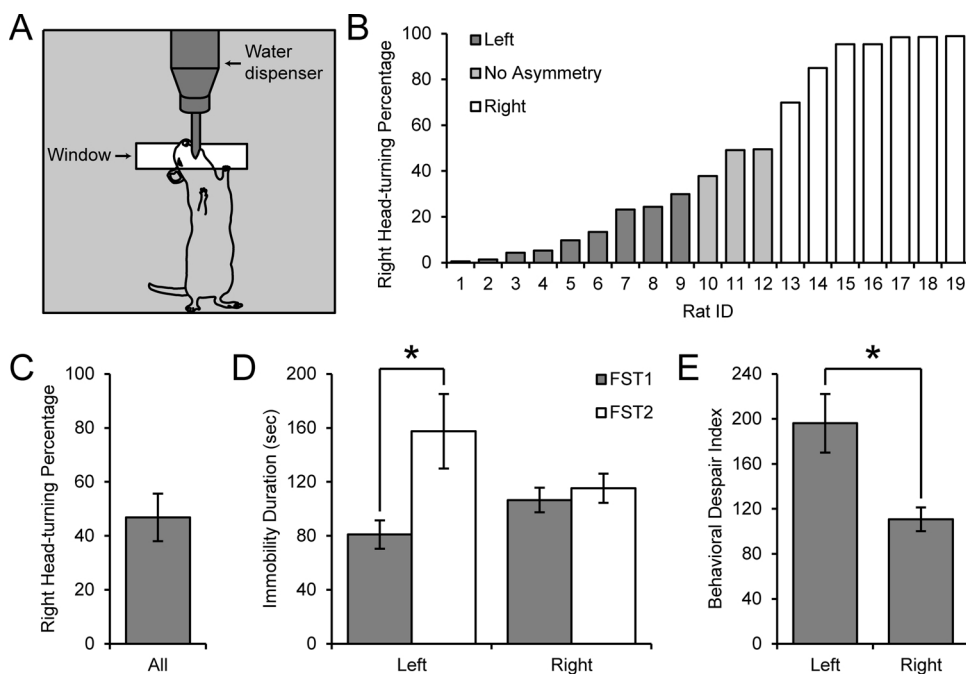 A
Water
dispenser
Window
B
Right Head-turning Percentage
100
80
60
40
20
0
Left
No Asymmetry
Right
1 2 3 4 5 6 7 8 9 10 11 12 13 14 15 16 17 18 19
Rat ID
C
Right Head-turning Percentage
100
80
60
40
20
0
All
D
Immobility Duration (sec)
200
160
120
80
40
0
*
FST1
FST2
Left Right
E
Behavioral Despair Index
240
200
160
120
80
40
0
*
Left Right